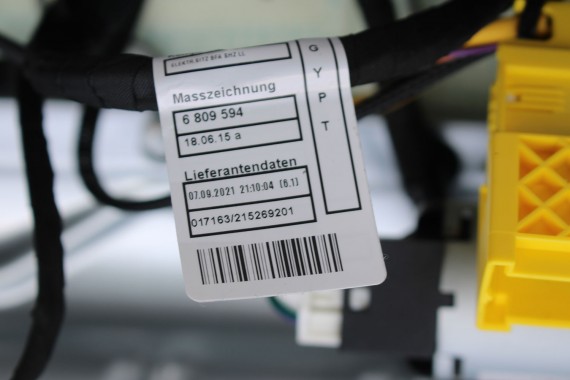 Masszeichnung
6 809 594
18.06.15 a
Lieferantendaten
07.09.2021 21:10:04 [6,1]
017163/215269201
G
Y
P
T